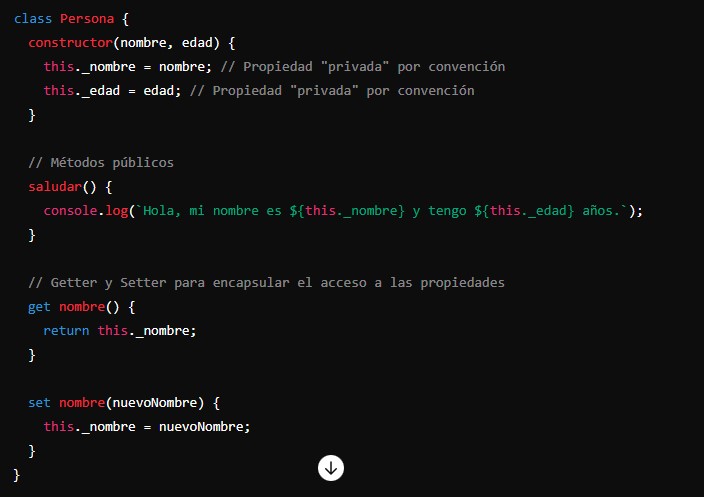 class Persona {
  constructor(nombre, edad) {
    this._nombre = nombre; // Propiedad "privada" por convención
    this._edad = edad; // Propiedad "privada" por convención
  }

  // Métodos públicos
  saludar() {
    console.log(`Hola, mi nombre es ${this._nombre} y tengo ${this._edad} años.`);
  }

  // Getter y Setter para encapsular el acceso a las propiedades
  get nombre() {
    return this._nombre;
  }

  set nombre(nuevoNombre) {
    this._nombre = nuevoNombre;
  }
}